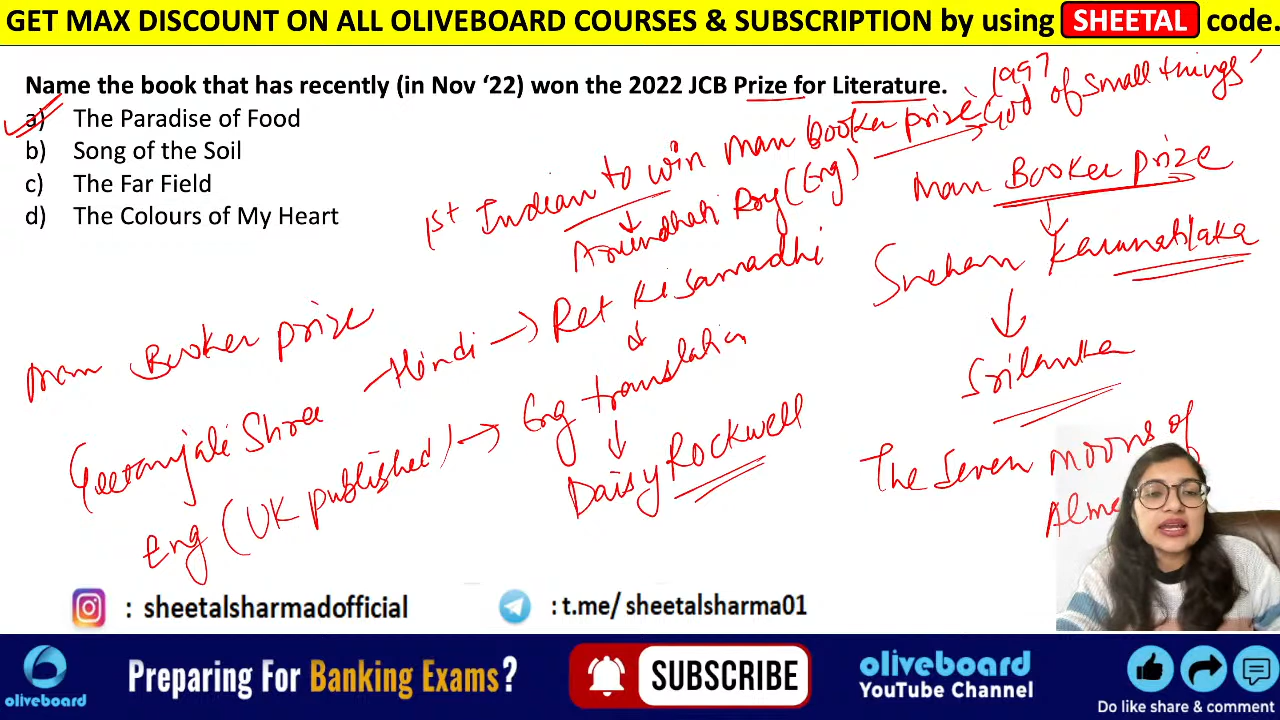 GET MAX DISCOUNT ON ALL OLIVEBOARD COURSES & SUBSCRIPTION by using SHEETAL code.
Name the book that has recently (in Nov ‘22) won the 2022 JCB Prize for Literature.
a) The Paradise of Food
b) Song of the Soil
c) The Far Field
d) The Colours of My Heart
1st Indian to win Man Booker prize
1997
God of Small things
Arundhati Roy (Eng)
Man Booker prize
Karunatilaka
Srilanka
The Seven Moons of
Man Booker prize
Hindi → Ret ki samadhi
Geetanjali Shree
Eng (UK published) → Eng translation
Daisy Rockwell
: sheetalsharmadofficial
: t.me/ sheetalsharma01
oliveboard
Preparing For Banking Exams?
SUBSCRIBE
oliveboard
YouTube Channel
Do like share & comment